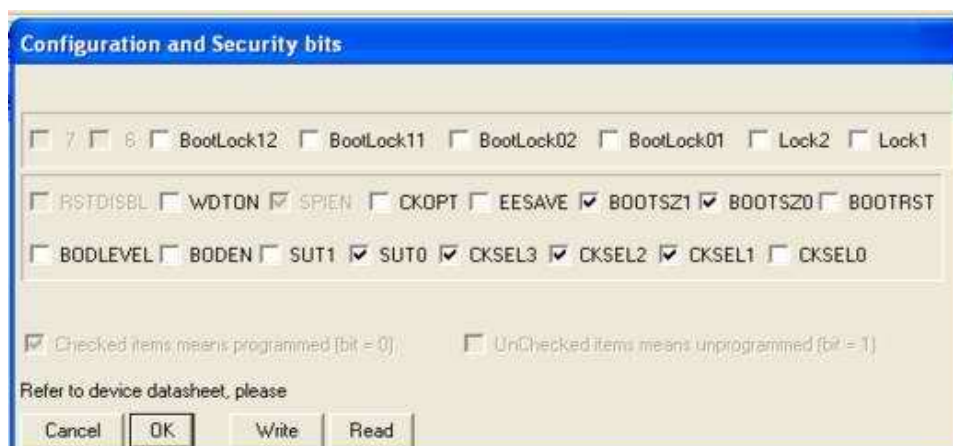 Configuration and Security bits
7 6 BootLock12 BootLock11 BootLock02 BootLock01 Lock2 Lock1
RSTDISBL WDTON SPIEN CKOPT EESAVE BOOTSZ1 BOOTSZ0 BOOTRST
BODLEVEL BODEN SUT1 SUT0 CKSEL3 CKSEL2 CKSEL1 CKSEL0
Checked items means programmed (bit = 0) UnChecked items means unprogrammed (bit = 1)
Refer to device datasheet, please
Cancel OK Write Read